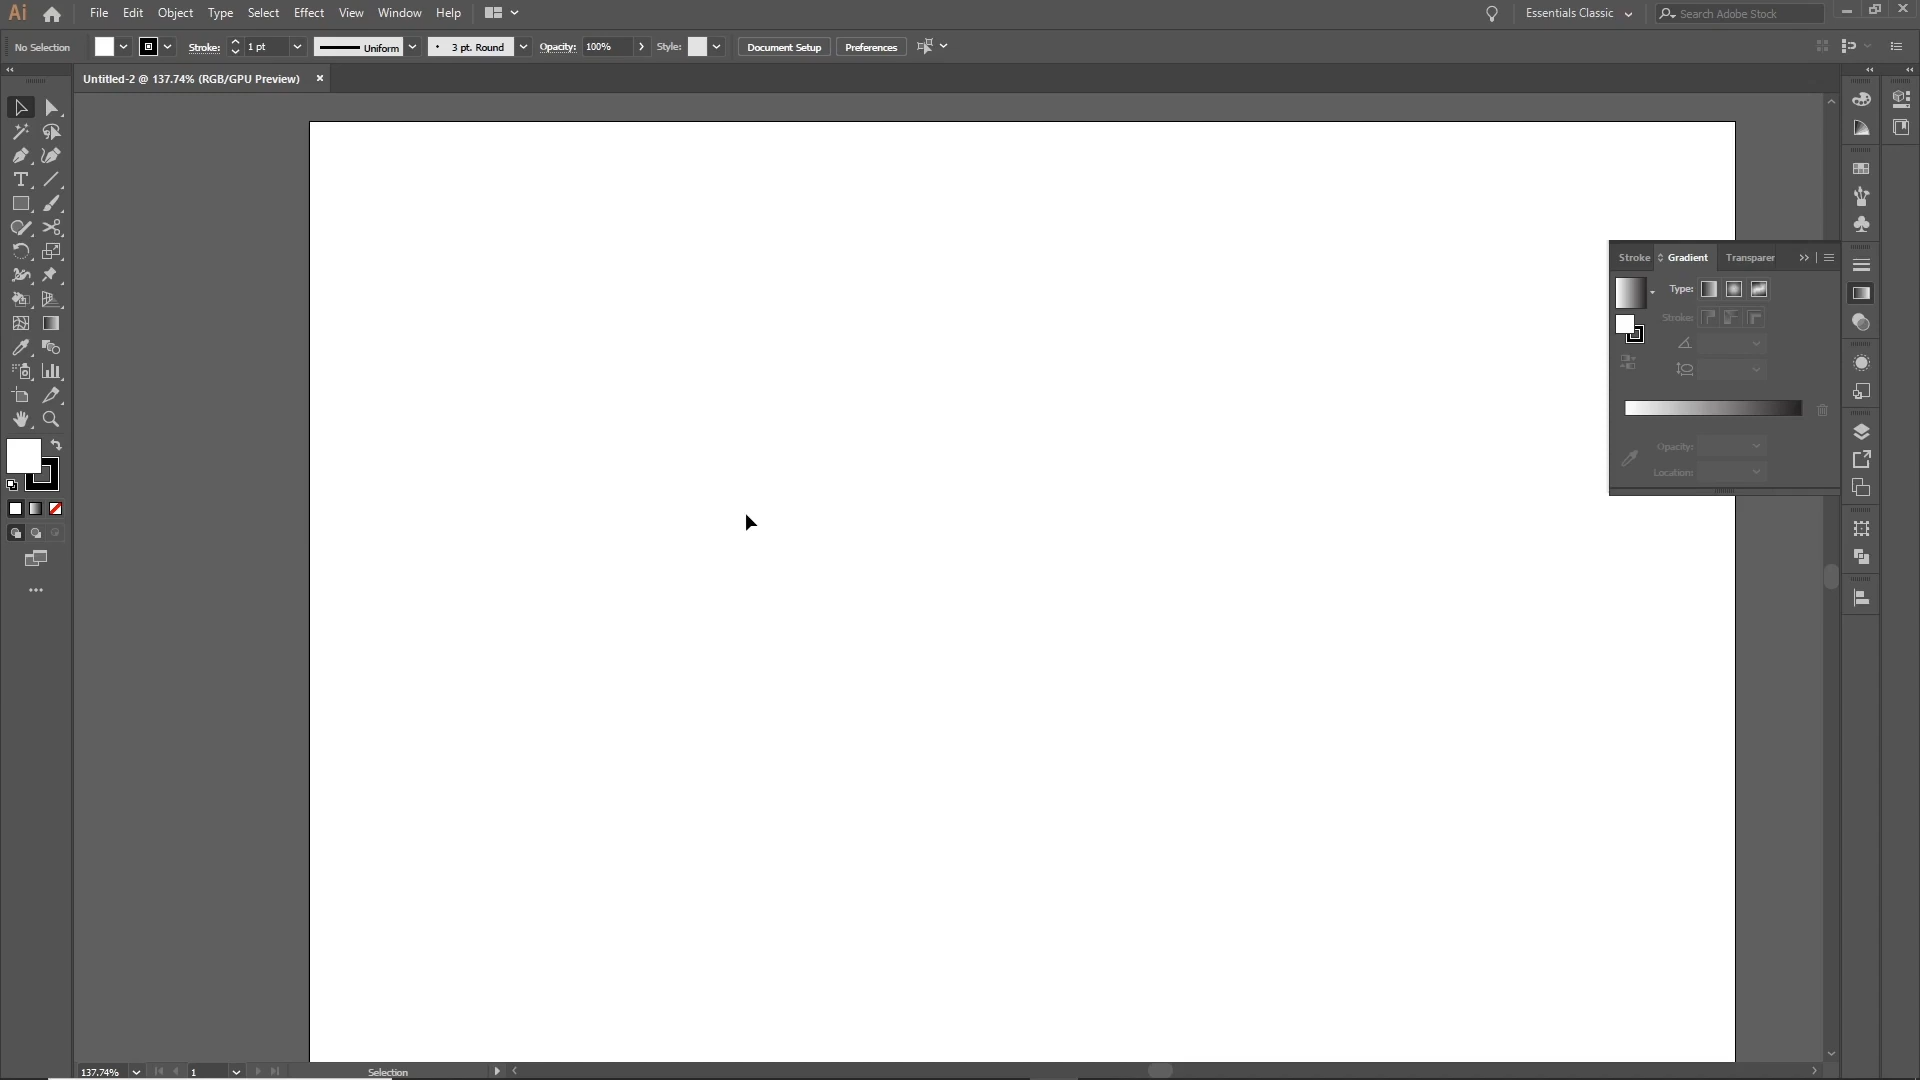 Ai File Edit Object Type Select Effect View Window Help Essentials Classic Search Adobe Stock
No Selection Stroke: 1 pt Uniform 3 pt. Round Opacity: 100% Style: Document Setup Preferences
Untitled-2 @ 137.74% (RGB/GPU Preview)
Stroke Gradient Transparer
Type:
Stroke:
Opacity:
Location:
137.74% 1 Selection